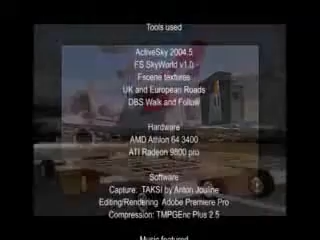 Tools used
ActiveSky 2004.5
FS SkyWorld v1.0
Fscene textures
UK and European Roads
DBS Walk and Follow
Hardware
AMD Athlon 64 3400
ATI Radeon 9800 pro
Software
Capture: TAKSI by Anton Jouline
Editing/Rendering Adobe Premiere Pro
Compression: TMPGEnc Plus 2.5
Music featured